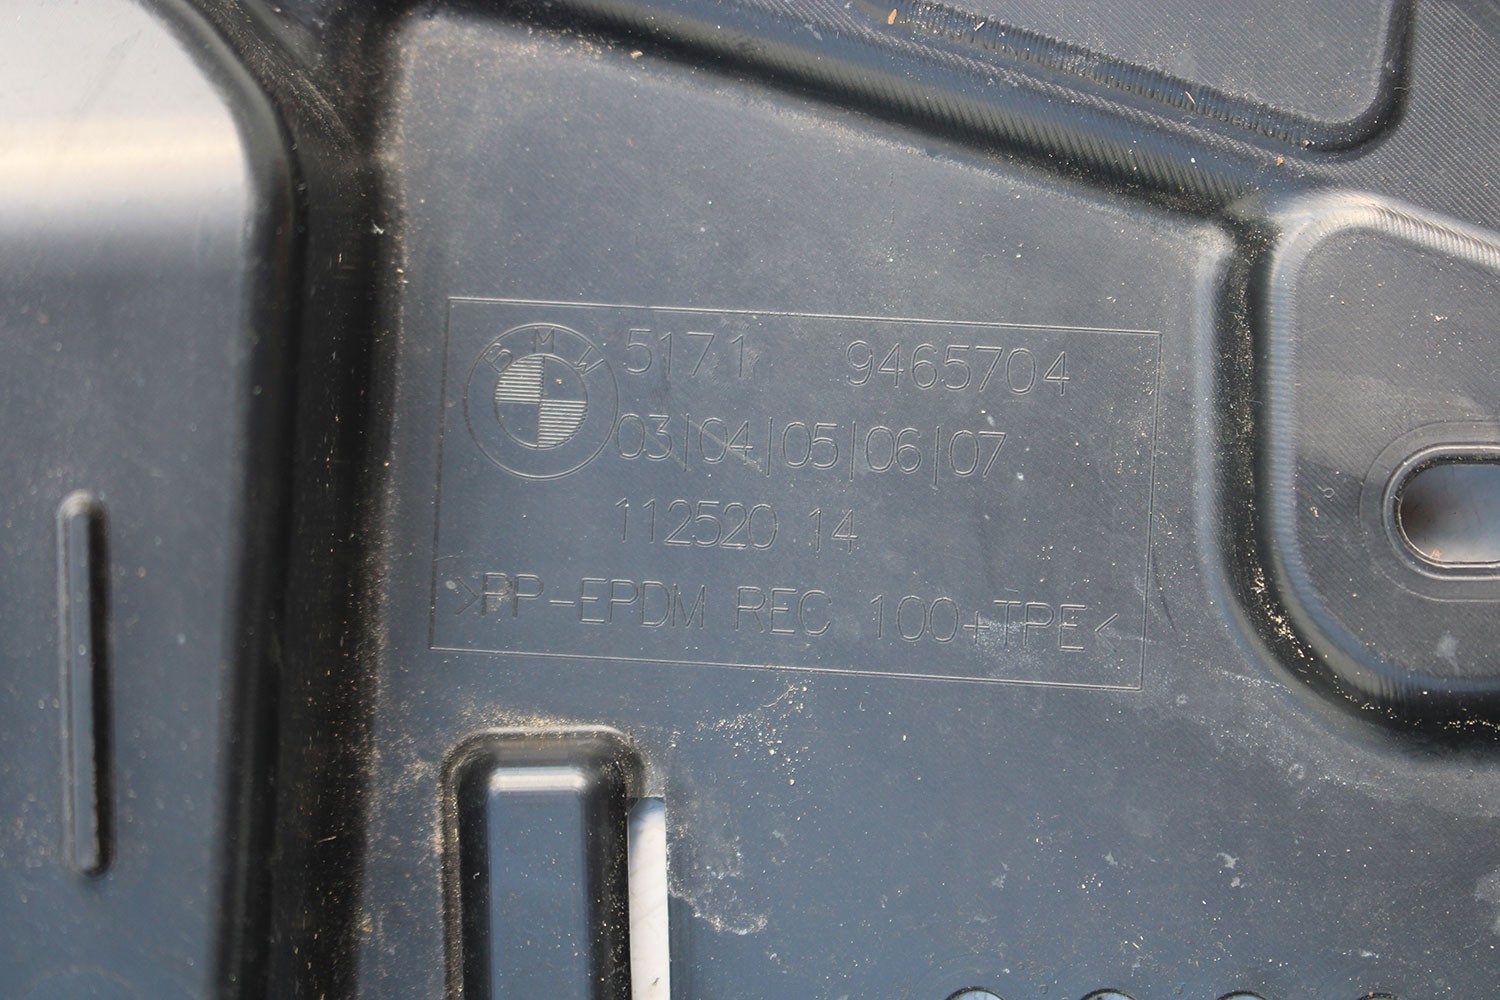 BMW
5171 9465704
03|04|05|06|07
112520 14
>PP-EPDM REC 100+TPE<